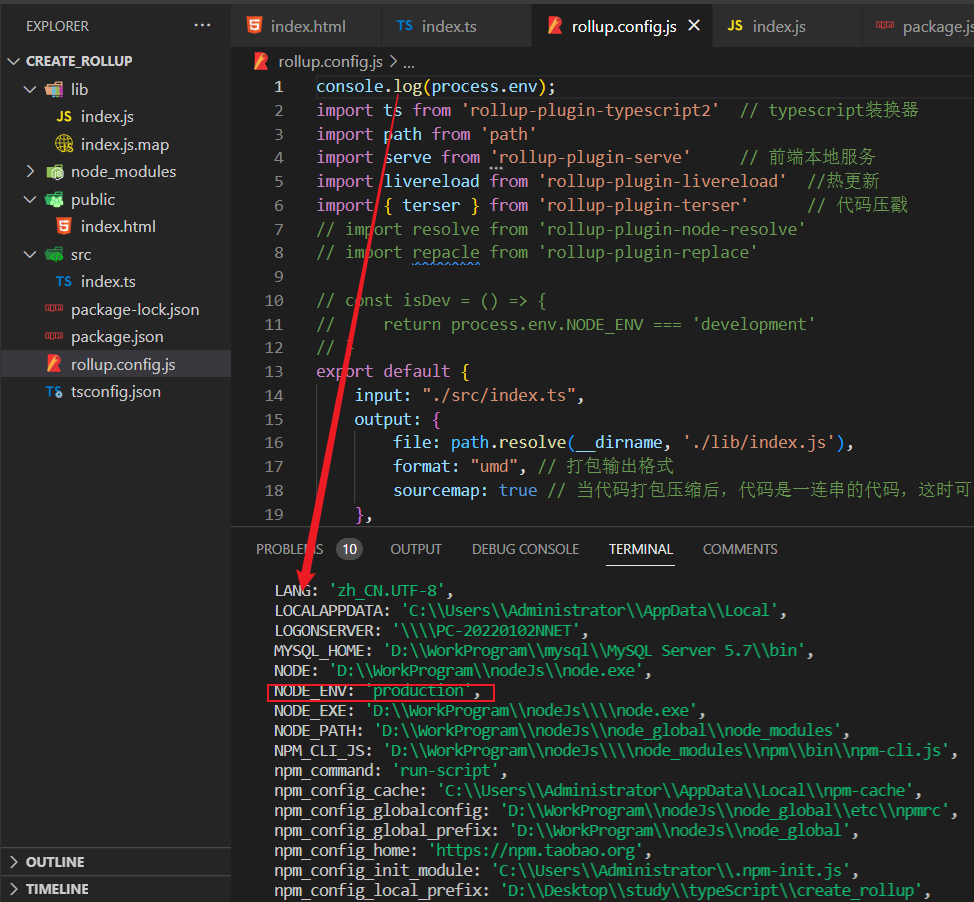 EXPLORER
···
index.html
TS index.ts
rollup.config.js
JS index.js
package.js
CREATE_ROLLUP
lib
JS index.js
index.js.map
node_modules
public
index.html
src
TS index.ts
package-lock.json
package.json
rollup.config.js
TS tsconfig.json
OUTLINE
TIMELINE
rollup.config.js > ...
1 console.log(process.env);
2 import ts from 'rollup-plugin-typescript2' // typescript装换器
3 import path from 'path'
4 import serve from 'rollup-plugin-serve' // 前端本地服务
5 import livereload from 'rollup-plugin-livereload' //热更新
6 import { terser } from 'rollup-plugin-terser' // 代码压戳
7 // import resolve from 'rollup-plugin-node-resolve'
8 // import repacle from 'rollup-plugin-replace'
9
10 // const isDev = () => {
11 // return process.env.NODE_ENV === 'development'
12 // }
13 export default {
14 input: "./src/index.ts",
15 output: {
16 file: path.resolve(__dirname, './lib/index.js'),
17 format: "umd", // 打包输出格式
18 sourcemap: true // 当代码打包压缩后，代码是一连串的代码，这时可
19 },
PROBLEMS 10 OUTPUT DEBUG CONSOLE TERMINAL COMMENTS
LANG: 'zh_CN.UTF-8',
LOCALAPPDATA: 'C:\\Users\\Administrator\\AppData\\Local',
LOGONSERVER: '\\\\PC-20220102NNET',
MYSQL_HOME: 'D:\\WorkProgram\\mysql\\MySQL Server 5.7\\bin',
NODE: 'D:\\WorkProgram\\nodeJs\\node.exe',
NODE_ENV: 'production',
NODE_EXE: 'D:\\WorkProgram\\nodeJs\\\\node.exe',
NODE_PATH: 'D:\\WorkProgram\\nodeJs\\node_global\\node_modules',
NPM_CLI_JS: 'D:\\WorkProgram\\nodeJs\\\\node_modules\\npm\\bin\\npm-cli.js',
npm_command: 'run-script',
npm_config_cache: 'C:\\Users\\Administrator\\AppData\\Local\\npm-cache',
npm_config_globalconfig: 'D:\\WorkProgram\\nodeJs\\node_global\\etc\\npmrc',
npm_config_global_prefix: 'D:\\WorkProgram\\nodeJs\\node_global',
npm_config_home: 'https://npm.taobao.org',
npm_config_init_module: 'C:\\Users\\Administrator\\.npm-init.js',
npm_config_local_prefix: 'D:\\Desktop\\study\\typeScript\\create_rollup',